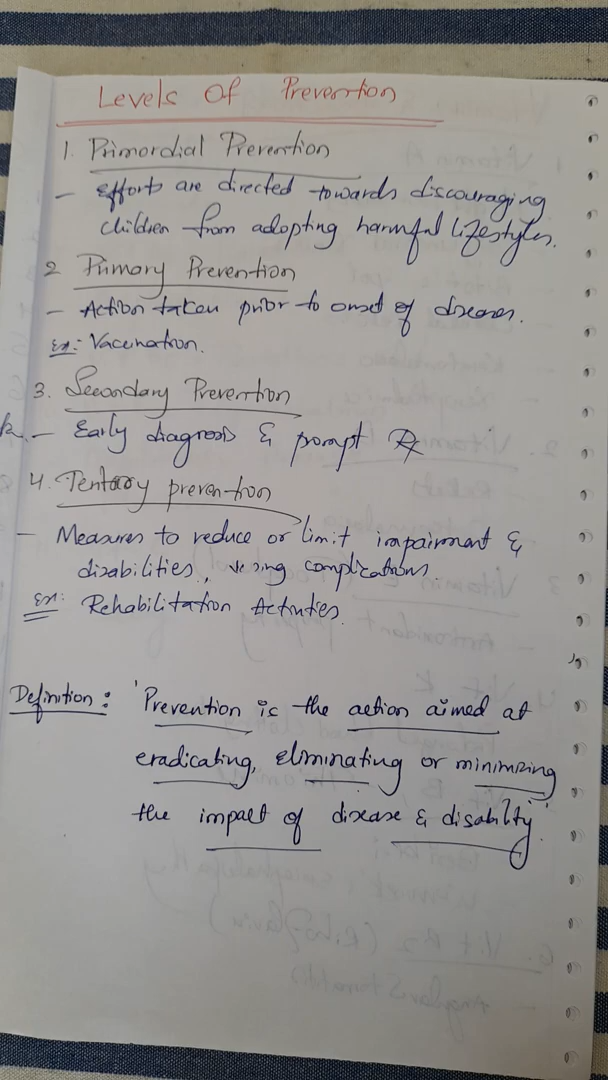 Levels Of Prevention
1. Primordial Prevention
- Efforts are directed towards discouraging
children from adopting harmful lifestyles.
2 Primary Prevention
- Action taken prior to onset of diseases.
Ex:- Vaccination.
3. Secondary Prevention
- Early diagnosis & prompt Rx
4. Tertiary prevention
- Measures to reduce or limit impairment &
disabilities, complications.
Ex: Rehabilitation Activities.
Definition: 'Prevention is the action aimed at
eradicating, eliminating or minimizing
the impact of disease & disability'.